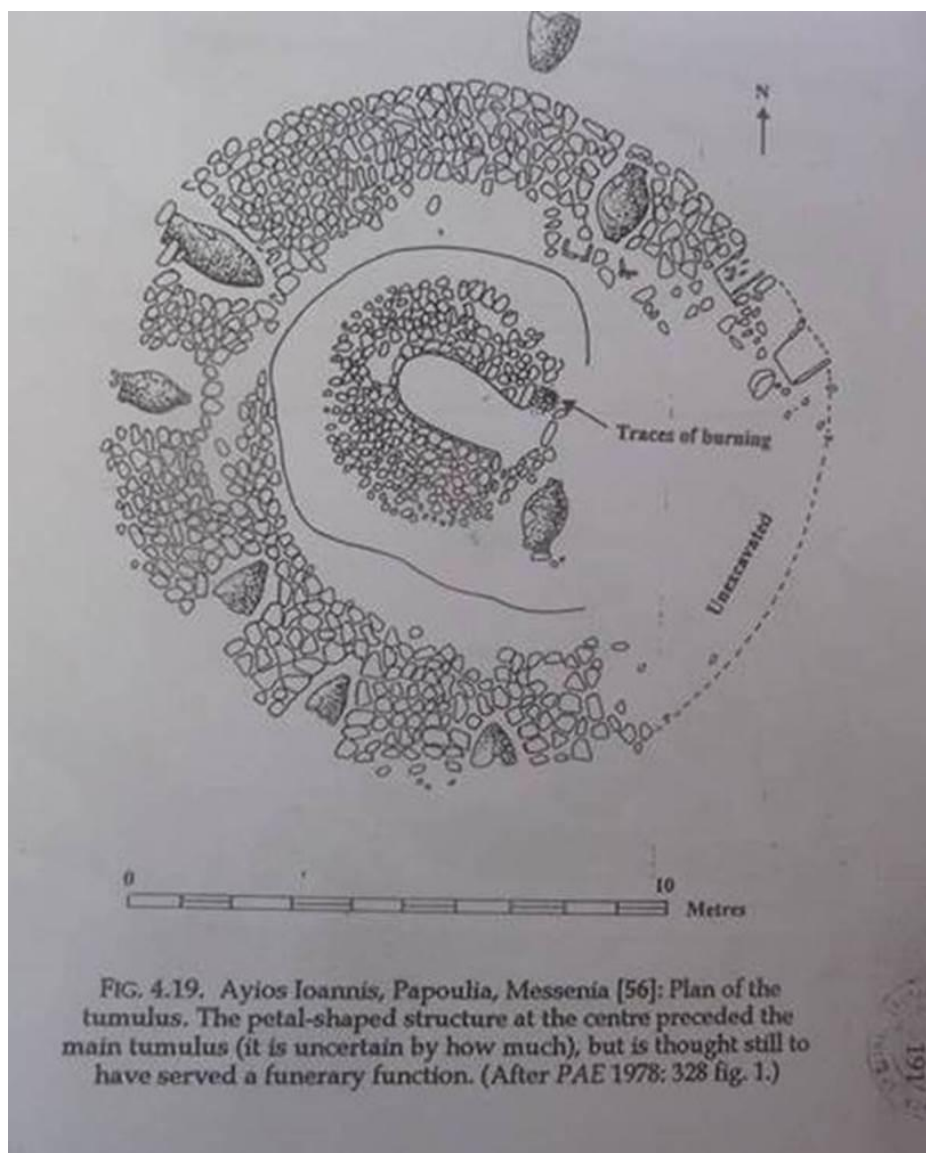 N
Traces of burning
Unexcavated
0 10
Metres
FIG. 4.19. Ayios Ioannis, Papoulia, Messenia [56]: Plan of the
tumulus. The petal-shaped structure at the centre preceded the
main tumulus (it is uncertain by how much), but is thought still to
have served a funerary function. (After PAE 1978: 328 fig. 1.)